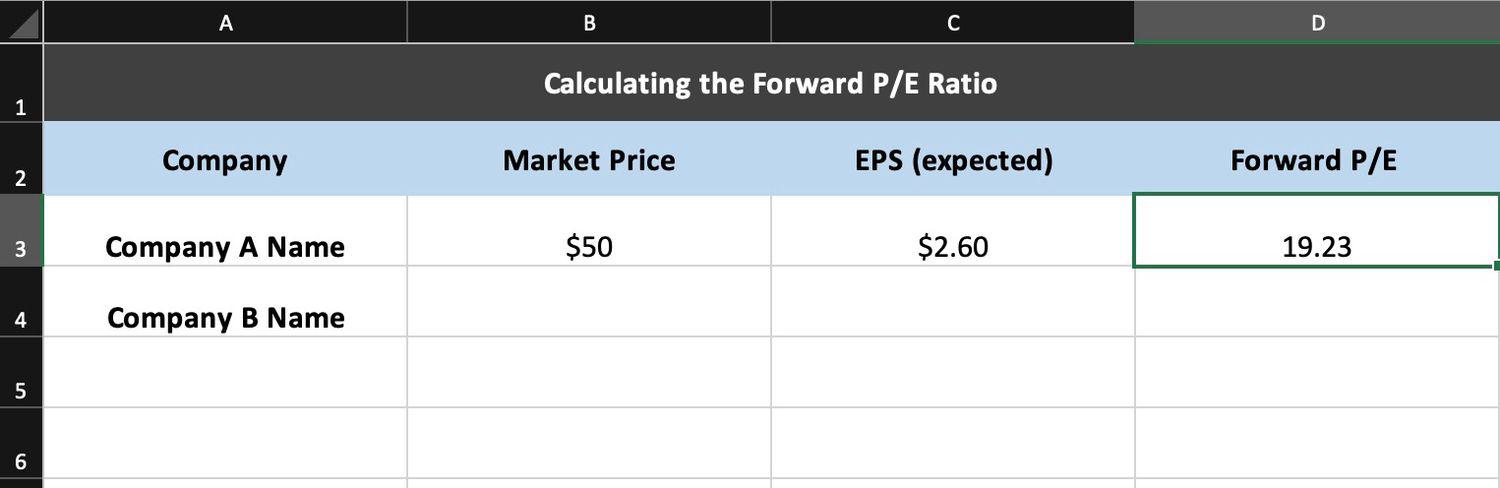 A B C D
1 Calculating the Forward P/E Ratio
2 Company Market Price EPS (expected) Forward P/E
3 Company A Name $50 $2.60 19.23
4 Company B Name
5
6